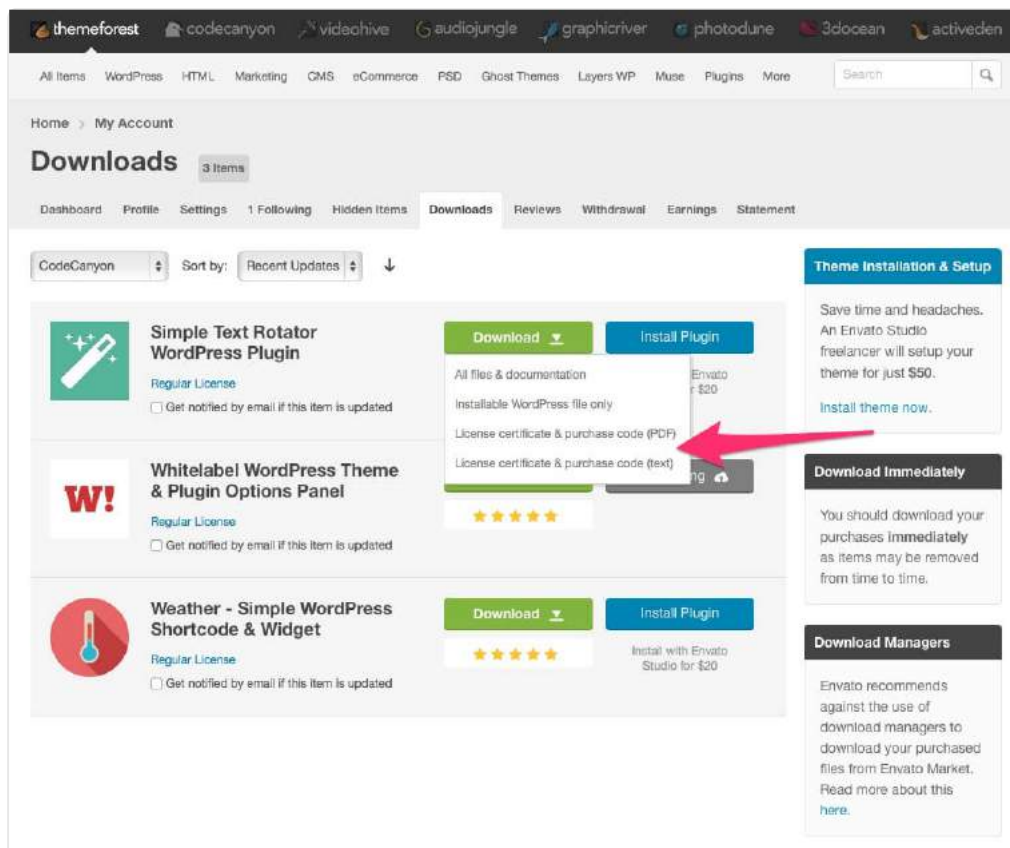 themeforest codecanyon videohive audiojungle graphicriver photodune 3docean activeden
All Items WordPress HTML Marketing CMS eCommerce PSD Ghost Themes Layers WP Muse Plugins More Search
Home > My Account
Downloads 3 Items
Dashboard Profile Settings 1 Following Hidden Items Downloads Reviews Withdrawal Earnings Statement
CodeCanyon Sort by: Recent Updates
Simple Text Rotator
WordPress Plugin
Regular License
Get notified by email if this item is updated
Download
Install Plugin
All files & documentation
Installable WordPress file only
License certificate & purchase code (PDF)
License certificate & purchase code (text)
Envato
$20
W!
Whitelabel WordPress Theme
& Plugin Options Panel
Regular License
Get notified by email if this item is updated
Weather - Simple WordPress
Shortcode & Widget
Regular License
Get notified by email if this item is updated
Download
Install Plugin
Install with Envato
Studio for $20
Theme Installation & Setup
Save time and headaches.
An Envato Studio
freelancer will setup your
theme for just $50.
Install theme now.
Download Immediately
You should download your
purchases immediately
as items may be removed
from time to time.
Download Managers
Envato recommends
against the use of
download managers to
download your purchased
files from Envato Market.
Read more about this
here.